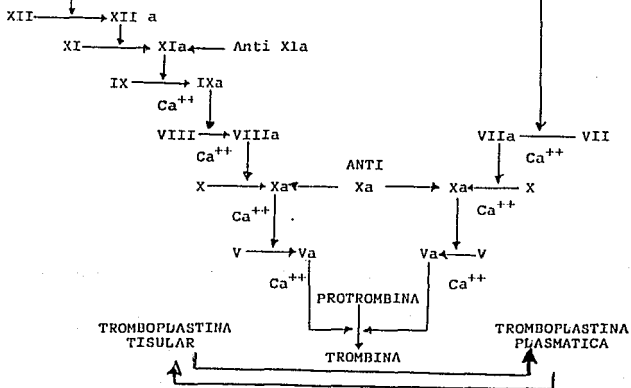 XII XII a
XI XIa Anti XIa
IX IXa
Ca++
VIII VIIIa VIIa VII
Ca++ Ca++
ANTI
X Xa Xa Xa X
Ca++ Ca++
V Va Va V
Ca++ Ca++
PROTROMBINA
TROMBOPLASTINA TROMBOPLASTINA
TISULAR PLASMATICA
TROMBINA